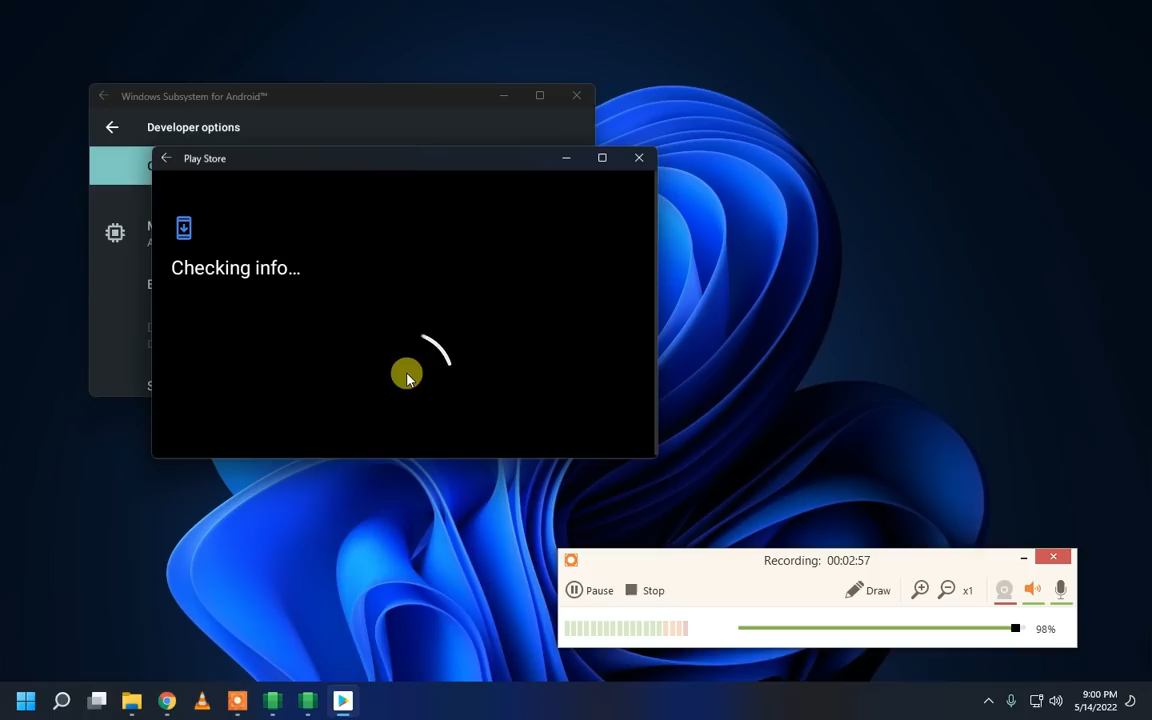 Windows Subsystem for Android™
Developer options
Play Store
Checking info...
Recording: 00:02:57
Pause
Stop
Draw
x1
98%
9:00 PM
5/14/2022